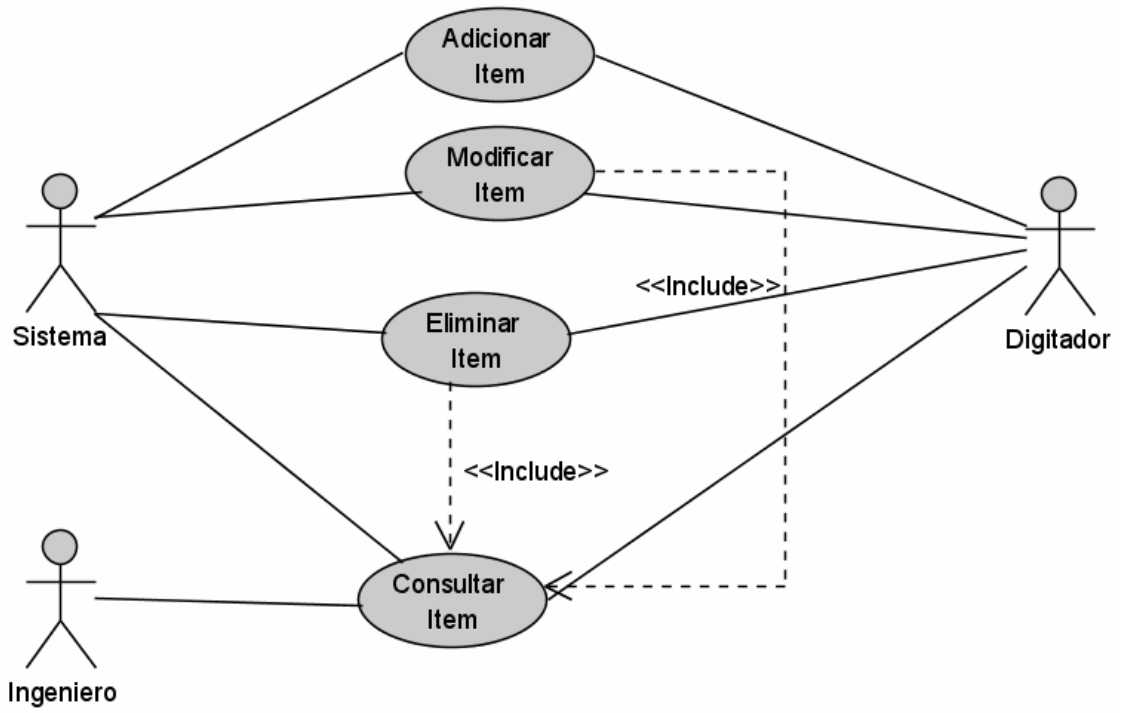 Adicionar
Item
Modificar
Item
<<Include>>
Eliminar
Item
Sistema
Digitador
<<Include>>
Consultar
Item
Ingeniero